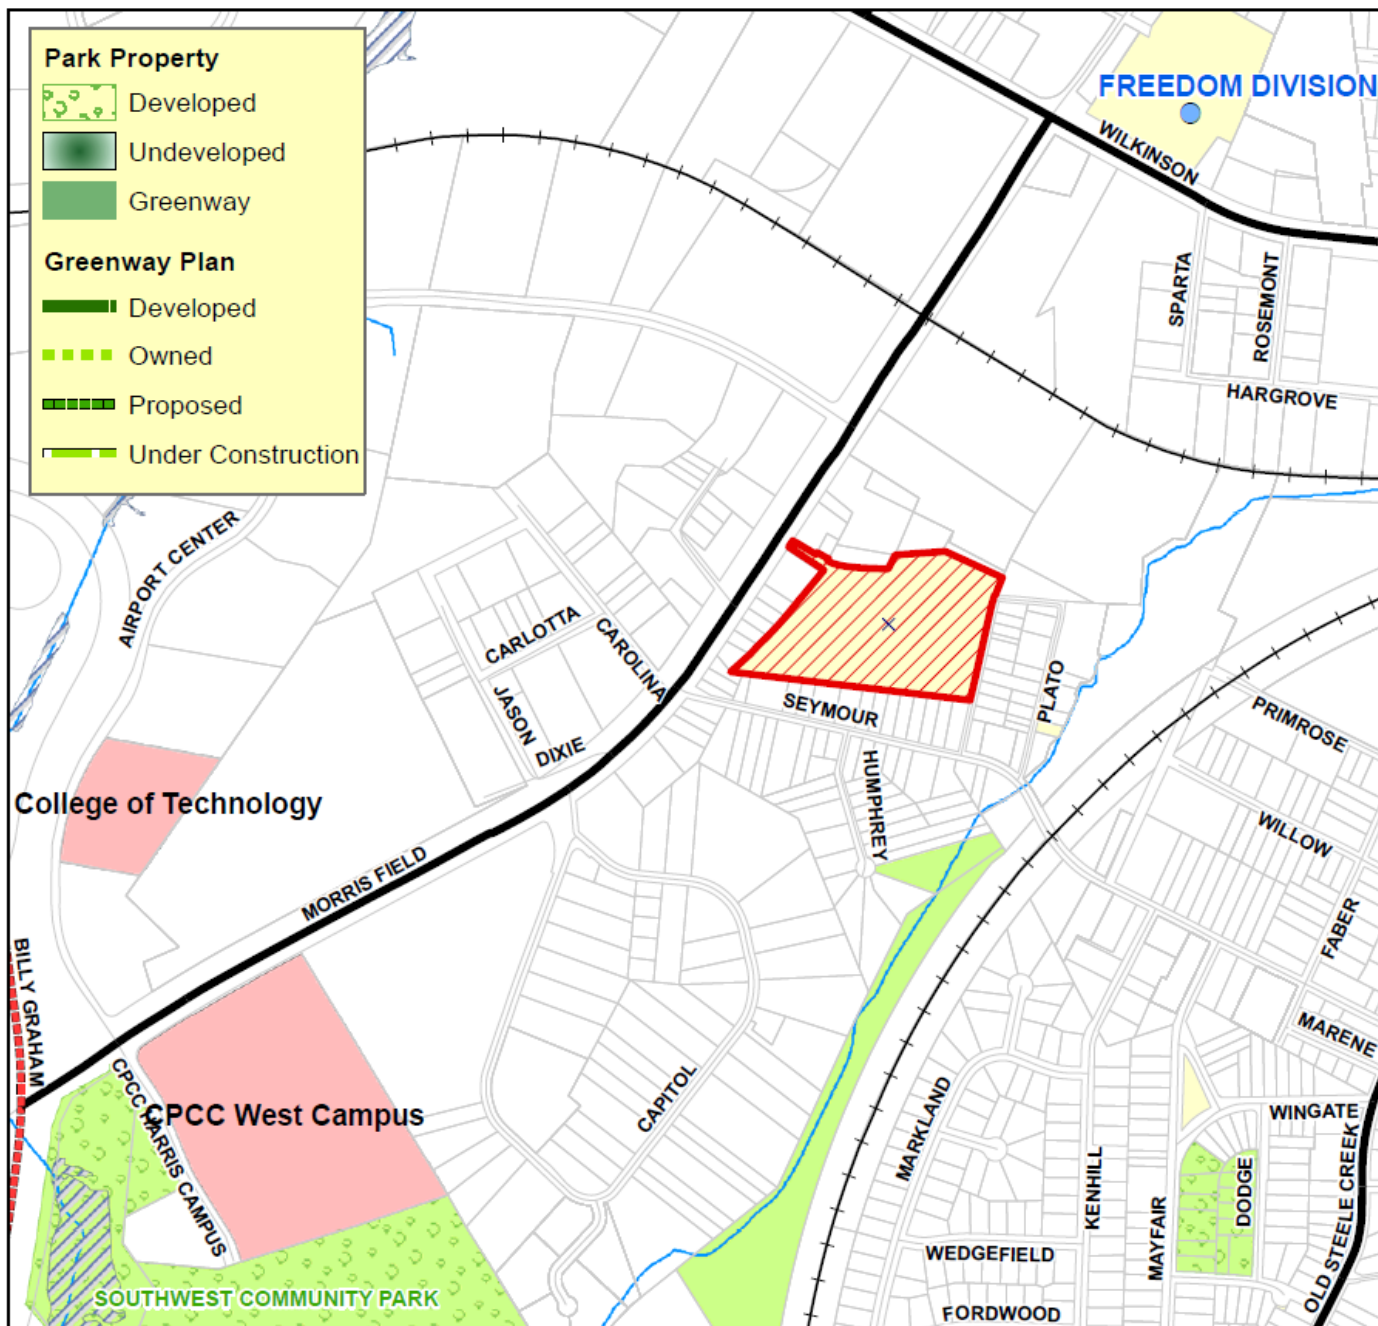 Park Property
Developed
Undeveloped
Greenway
Greenway Plan
Developed
Owned
Proposed
Under Construction
FREEDOM DIVISION
WILKINSON
SPARTA
ROSEMONT
HARGROVE
AIRPORT CENTER
CARLOTTA
CAROLINA
JASON
DIXIE
SEYMOUR
PLATO
HUMPHREY
PRIMROSE
WILLOW
FABER
MARENE
College of Technology
MORRIS FIELD
BILLY GRAHAM
CPCC HARRIS CAMPUS
CPCC West Campus
CAPITOL
MARKLAND
KENHILL
MAYFAIR
WINGATE
DODGE
OLD STEELE CREEK
WEDGEFIELD
FORDWOOD
SOUTHWEST COMMUNITY PARK